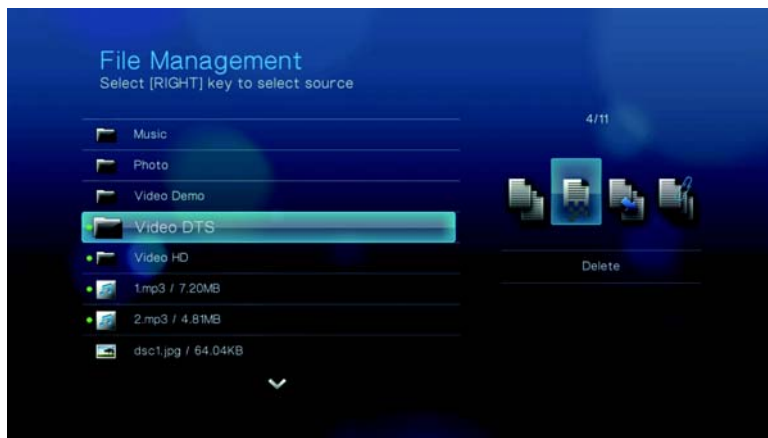 File Management
Select [RIGHT] key to select source
4/11
Music
Photo
Video Demo
Video DTS
Video HD
1.mp3 / 7.20MB
2.mp3 / 4.81MB
dsc1.jpg / 64.04KB
Delete